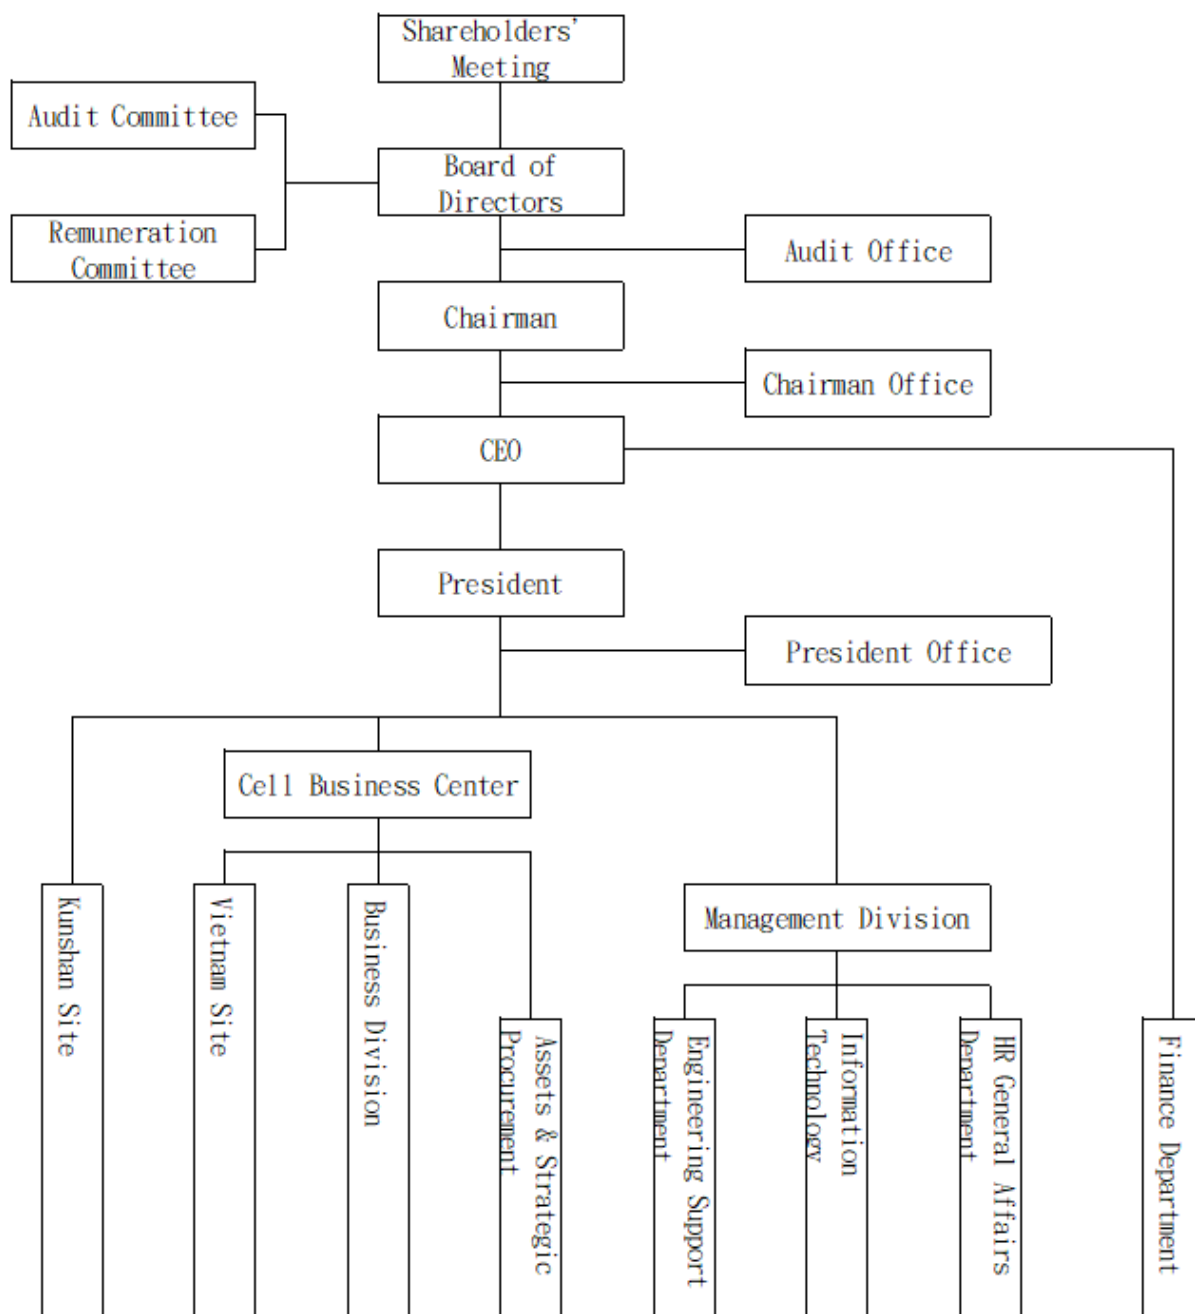 Shareholders'
Meeting
Audit Committee
Board of
Directors
Remuneration
Committee
Audit Office
Chairman
Chairman Office
CEO
President
President Office
Cell Business Center
Kunshan Site
Vietnam Site
Business Division
Management Division
Assets & Strategic
Procurement
Engineering Support
Department
Information
Technology
HR General Affairs
Department
Finance Department